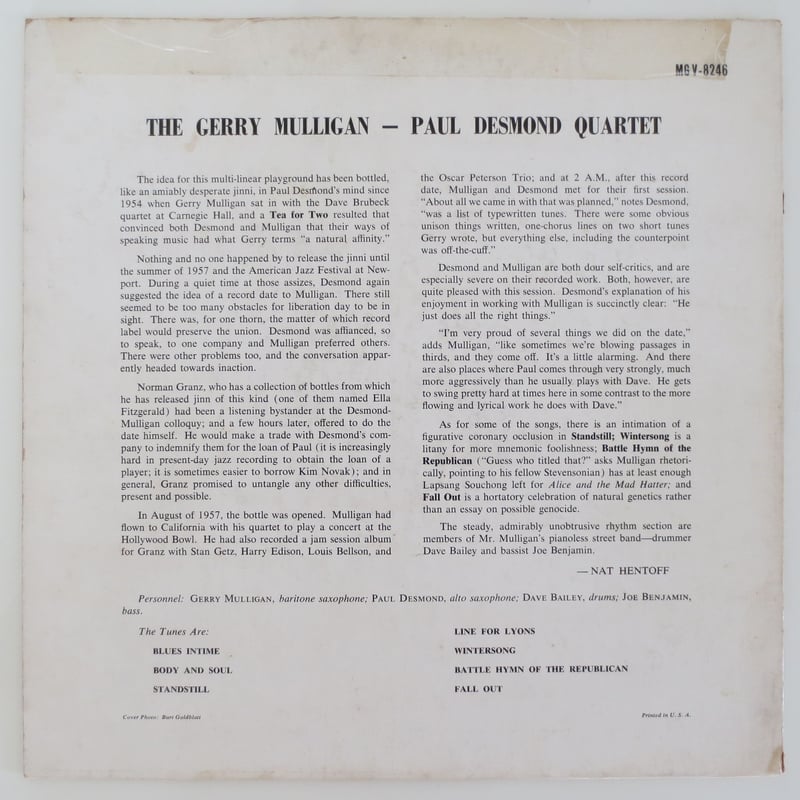 MG V-8246
THE GERRY MULLIGAN — PAUL DESMOND QUARTET
The idea for this multi-linear playground has been bottled,
like an amiably desperate jinni, in Paul Desmond's mind since
1954 when Gerry Mulligan sat in with the Dave Brubeck
quartet at Carnegie Hall, and a Tea for Two resulted that
convinced both Desmond and Mulligan that their ways of
speaking music had what Gerry terms "a natural affinity."
Nothing and no one happened by to release the jinni until
the summer of 1957 and the American Jazz Festival at New-
port. During a quiet time at those assizes, Desmond again
suggested the idea of a record date to Mulligan. There still
seemed to be too many obstacles for liberation day to be in
sight. There was, for one thorn, the matter of which record
label would preserve the union. Desmond was affianced, so
to speak, to one company and Mulligan preferred others.
There were other problems too, and the conversation appar-
ently headed towards inaction.
Norman Granz, who has a collection of bottles from which
he has released jinn of this kind (one of them named Ella
Fitzgerald) had been a listening bystander at the Desmond-
Mulligan colloquy; and a few hours later, offered to do the
date himself. He would make a trade with Desmond's com-
pany to indemnify them for the loan of Paul (it is increasingly
hard in present-day jazz recording to obtain the loan of a
player; it is sometimes easier to borrow Kim Novak); and in
general, Granz promised to untangle any other difficulties,
present and possible.
In August of 1957, the bottle was opened. Mulligan had
flown to California with his quartet to play a concert at the
Hollywood Bowl. He had also recorded a jam session album
for Granz with Stan Getz, Harry Edison, Louis Bellson, and
the Oscar Peterson Trio; and at 2 A.M., after this record
date, Mulligan and Desmond met for their first session.
"About all we came in with that was planned," notes Desmond,
"was a list of typewritten tunes. There were some obvious
unison things written, one-chorus lines on two short tunes
Gerry wrote, but everything else, including the counterpoint
was off-the-cuff."
Desmond and Mulligan are both dour self-critics, and are
especially severe on their recorded work. Both, however, are
quite pleased with this session. Desmond's explanation of his
enjoyment in working with Mulligan is succinctly clear: "He
just does all the right things."
"I'm very proud of several things we did on the date,"
adds Mulligan, "like sometimes we're blowing passages in
thirds, and they come off. It's a little alarming. And there
are also places where Paul comes through very strongly, much
more aggressively than he usually plays with Dave. He gets
to swing pretty hard at times here in some contrast to the more
flowing and lyrical work he does with Dave."
As for some of the songs, there is an intimation of a
figurative coronary occlusion in Standstill; Wintersong is a
litany for more mnemonic foolishness; Battle Hymn of the
Republican ("Guess who titled that?" asks Mulligan rhetori-
cally, pointing to his fellow Stevensonian) has at least enough
Lapsang Souchong left for Alice and the Mad Hatter; and
Fall Out is a hortatory celebration of natural genetics rather
than an essay on possible genocide.
The steady, admirably unobtrusive rhythm section are
members of Mr. Mulligan's pianoless street band—drummer
Dave Bailey and bassist Joe Benjamin.
— NAT HENTOFF
Personnel: GERRY MULLIGAN, baritone saxophone; PAUL DESMOND, alto saxophone; DAVE BAILEY, drums; JOE BENJAMIN,
bass.
The Tunes Are:
BLUES INTIME
BODY AND SOUL
STANDSTILL
LINE FOR LYONS
WINTERSONG
BATTLE HYMN OF THE REPUBLICAN
FALL OUT
Cover Photo: Burt Goldblatt
Printed in U. S. A.